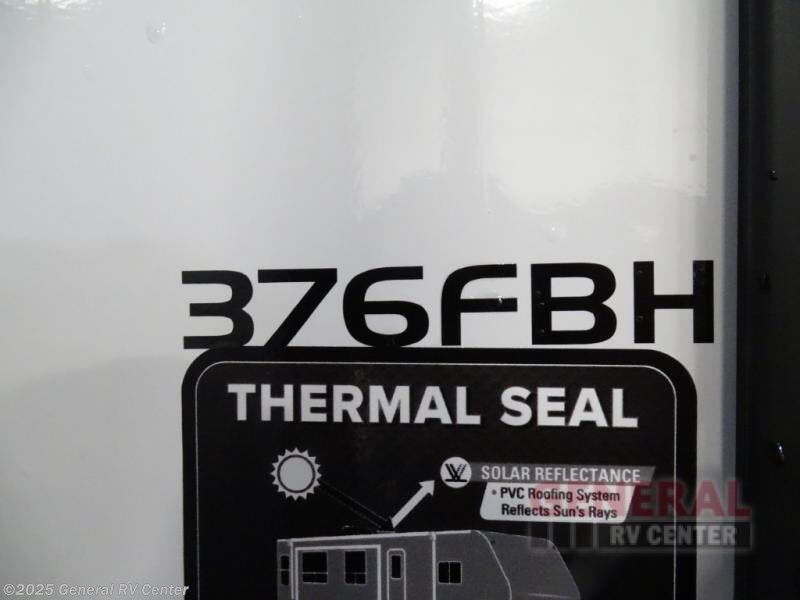 376FBH
THERMAL SEAL
SOLAR REFLECTANCE
• PVC Roofing System
Reflects Sun's Rays
GENERAL
RV CENTER
©2025 General RV Center